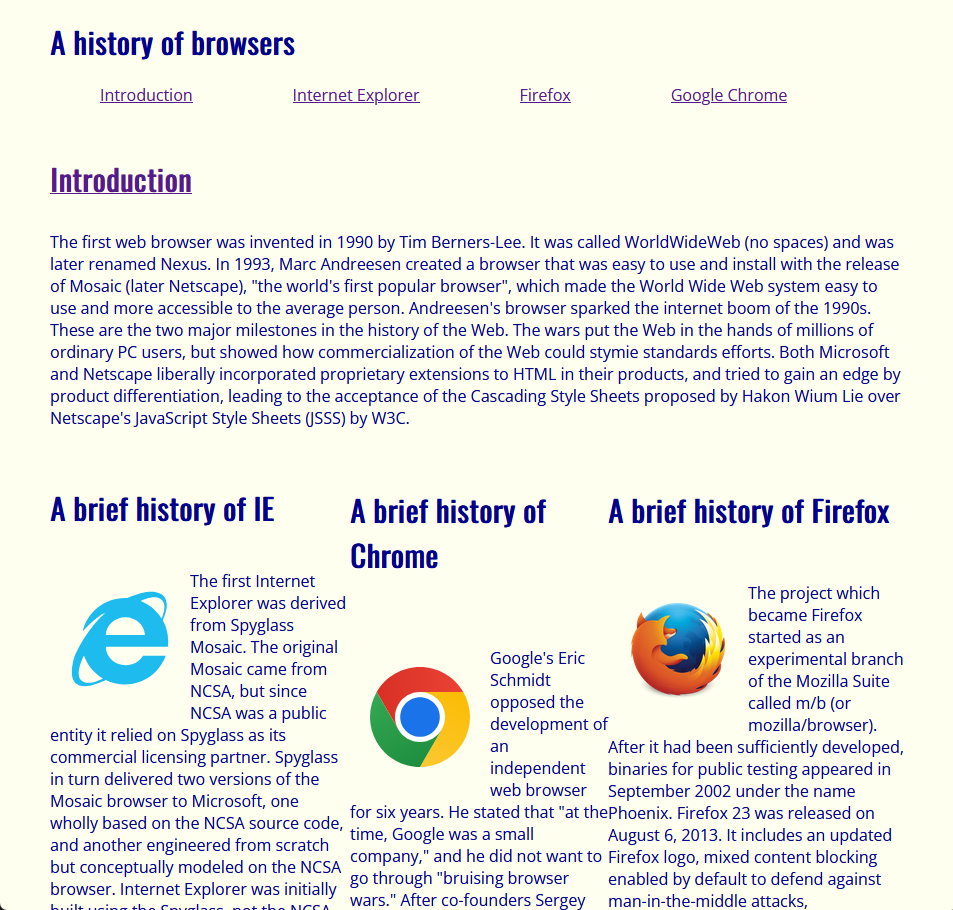 A history of browsers
Introduction
Internet Explorer
Firefox
Google Chrome
Introduction
The first web browser was invented in 1990 by Tim Berners-Lee. It was called WorldWideWeb (no spaces) and was
later renamed Nexus. In 1993, Marc Andreesen created a browser that was easy to use and install with the release
of Mosaic (later Netscape), "the world's first popular browser", which made the World Wide Web system easy to
use and more accessible to the average person. Andreesen's browser sparked the internet boom of the 1990s.
These are the two major milestones in the history of the Web. The wars put the Web in the hands of millions of
ordinary PC users, but showed how commercialization of the Web could stymie standards efforts. Both Microsoft
and Netscape liberally incorporated proprietary extensions to HTML in their products, and tried to gain an edge by
product differentiation, leading to the acceptance of the Cascading Style Sheets proposed by Hakon Wium Lie over
Netscape's JavaScript Style Sheets (JSSS) by W3C.
A brief history of IE
The first Internet
Explorer was derived
from Spyglass
Mosaic. The original
Mosaic came from
NCSA, but since
NCSA was a public
entity it relied on Spyglass as its
commercial licensing partner. Spyglass
in turn delivered two versions of the
Mosaic browser to Microsoft, one
wholly based on the NCSA source code,
and another engineered from scratch
but conceptually modeled on the NCSA
browser. Internet Explorer was initially
built using the Spyglass, not the NCSA
A brief history of
Chrome
Google's Eric
Schmidt
opposed the
development of
an
independent
web browser
for six years. He stated that "at the
time, Google was a small
company," and he did not want to
go through "bruising browser
wars." After co-founders Sergey
A brief history of Firefox
The project which
became Firefox
started as an
experimental branch
of the Mozilla Suite
called m/b (or
mozilla/browser).
After it had been sufficiently developed,
binaries for public testing appeared in
September 2002 under the name
Phoenix. Firefox 23 was released on
August 6, 2013. It includes an updated
Firefox logo, mixed content blocking
enabled by default to defend against
man-in-the-middle attacks,